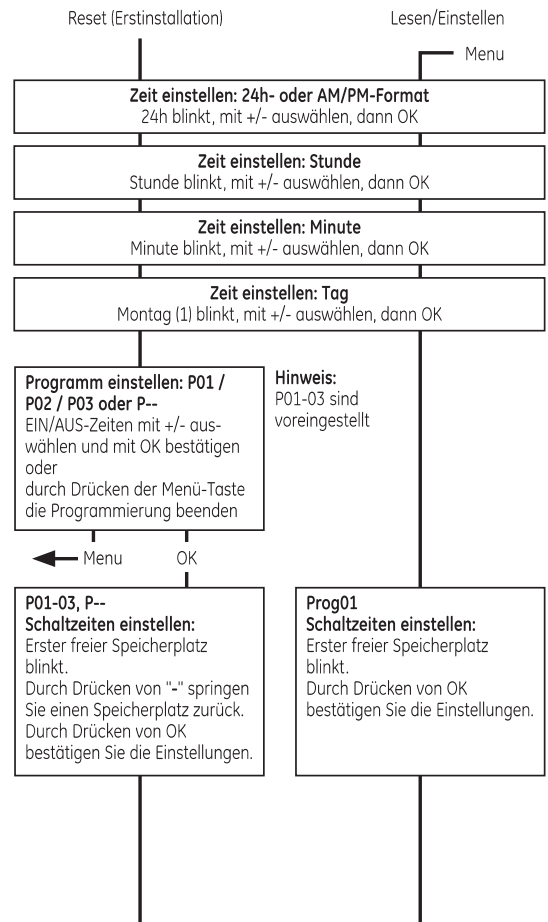 Reset (Erstinstallation)
Lesen/Einstellen
Menu
Zeit einstellen: 24h- oder AM/PM-Format
24h blinkt, mit +/- auswählen, dann OK
Zeit einstellen: Stunde
Stunde blinkt, mit +/- auswählen, dann OK
Zeit einstellen: Minute
Minute blinkt, mit +/- auswählen, dann OK
Zeit einstellen: Tag
Montag (1) blinkt, mit +/- auswählen, dann OK
Programm einstellen: P01 /
P02 / P03 oder P--
EIN/AUS-Zeiten mit +/- aus-
wählen und mit OK bestätigen
oder
durch Drücken der Menü-Taste
die Programmierung beenden
Hinweis:
P01-03 sind
voreingestellt
Menu
OK
P01-03, P--
Schaltzeiten einstellen:
Erster freier Speicherplatz
blinkt.
Durch Drücken von "-" springen
Sie einen Speicherplatz zurück.
Durch Drücken von OK
bestätigen Sie die Einstellungen.
Prog01
Schaltzeiten einstellen:
Erster freier Speicherplatz
blinkt.
Durch Drücken von OK
bestätigen Sie die Einstellungen.